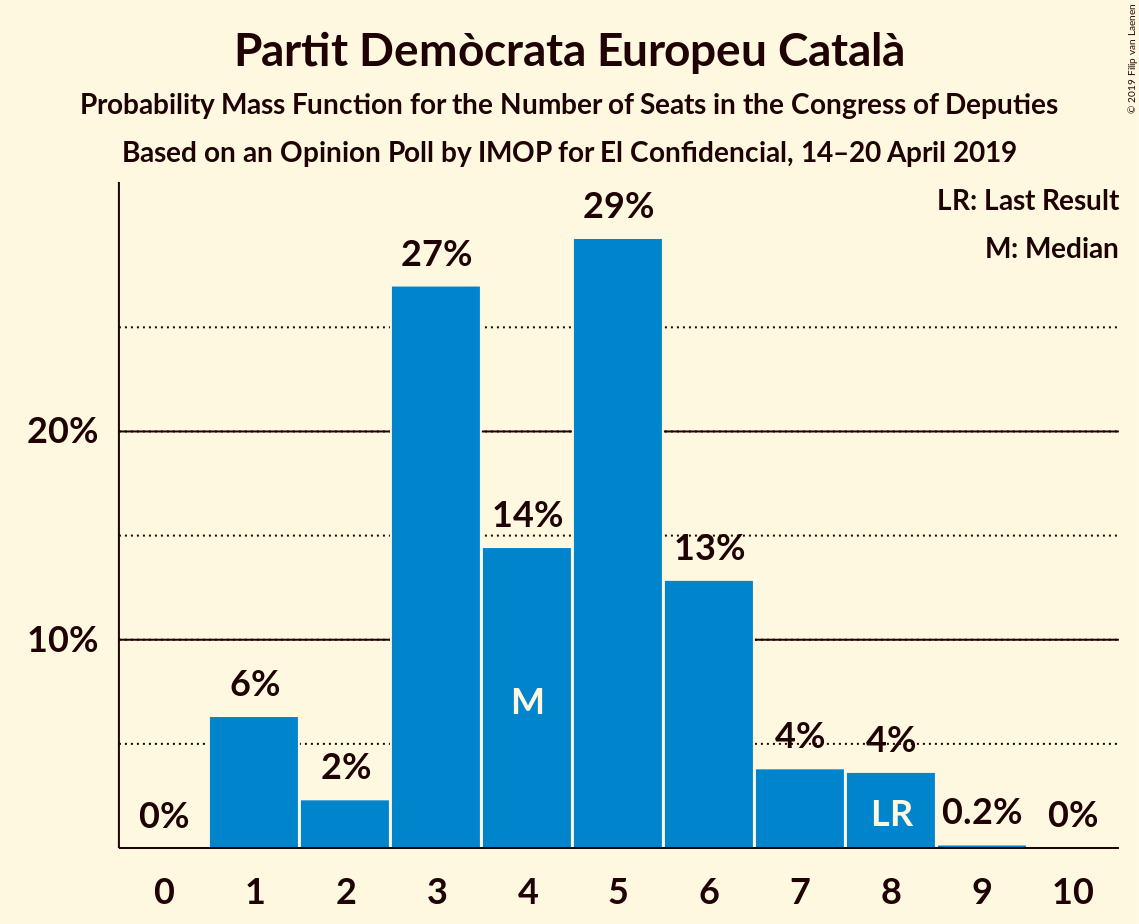 Partit Demòcrata Europeu Català
Probability Mass Function for the Number of Seats in the Congress of Deputies
Based on an Opinion Poll by IMOP for El Confidencial, 14–20 April 2019
© 2019 Filip van Laenen
LR: Last Result
M: Median
29%
27%
20%
14%
13%
10%
6%
M
4%
4%
2%
0%
LR
0.2%
0%
0 1 2 3 4 5 6 7 8 9 10